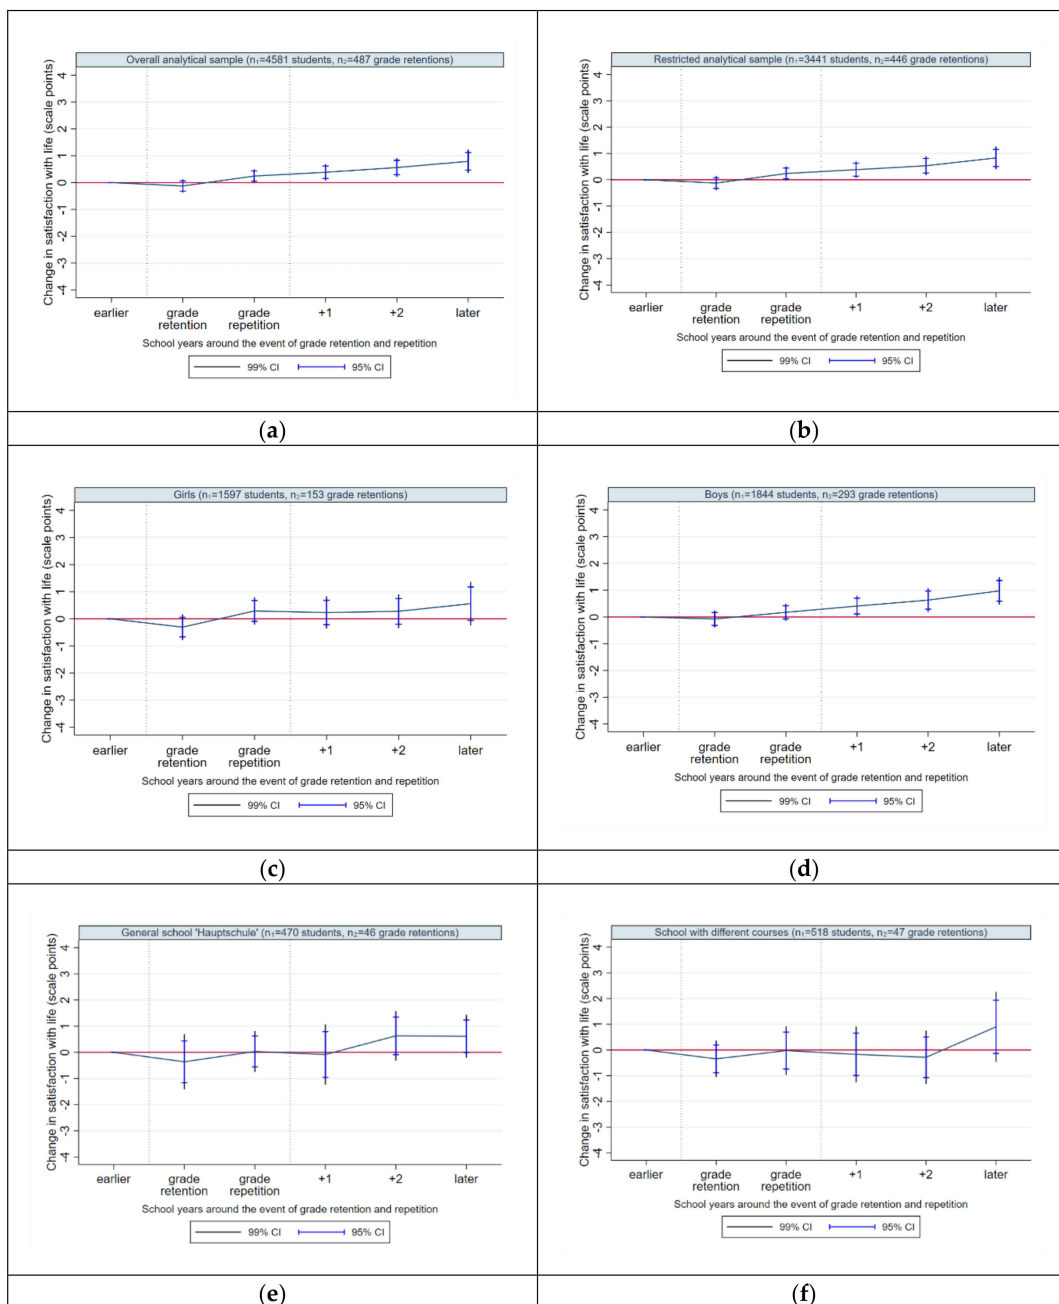 Overall analytical sample (n₁=4581 students, n₂=487 grade retentions)
Change in satisfaction with life (scale points)
4
3
2
1
0
-1
-2
-3
-4
earlier
grade retention
grade repetition
+1
+2
later
School years around the event of grade retention and repetition
99% CI
95% CI
(a)
Restricted analytical sample (n₁=3441 students, n₂=446 grade retentions)
Change in satisfaction with life (scale points)
4
3
2
1
0
-1
-2
-3
-4
earlier
grade retention
grade repetition
+1
+2
later
School years around the event of grade retention and repetition
99% CI
95% CI
(b)
Girls (n₁=1597 students, n₂=153 grade retentions)
Change in satisfaction with life (scale points)
4
3
2
1
0
-1
-2
-3
-4
earlier
grade retention
grade repetition
+1
+2
later
School years around the event of grade retention and repetition
99% CI
95% CI
(c)
Boys (n₁=1844 students, n₂=293 grade retentions)
Change in satisfaction with life (scale points)
4
3
2
1
0
-1
-2
-3
-4
earlier
grade retention
grade repetition
+1
+2
later
School years around the event of grade retention and repetition
99% CI
95% CI
(d)
General school 'Hauptschule' (n₁=470 students, n₂=46 grade retentions)
Change in satisfaction with life (scale points)
4
3
2
1
0
-1
-2
-3
-4
earlier
grade retention
grade repetition
+1
+2
later
School years around the event of grade retention and repetition
99% CI
95% CI
(e)
School with different courses (n₁=518 students, n₂=47 grade retentions)
Change in satisfaction with life (scale points)
4
3
2
1
0
-1
-2
-3
-4
earlier
grade retention
grade repetition
+1
+2
later
School years around the event of grade retention and repetition
99% CI
95% CI
(f)